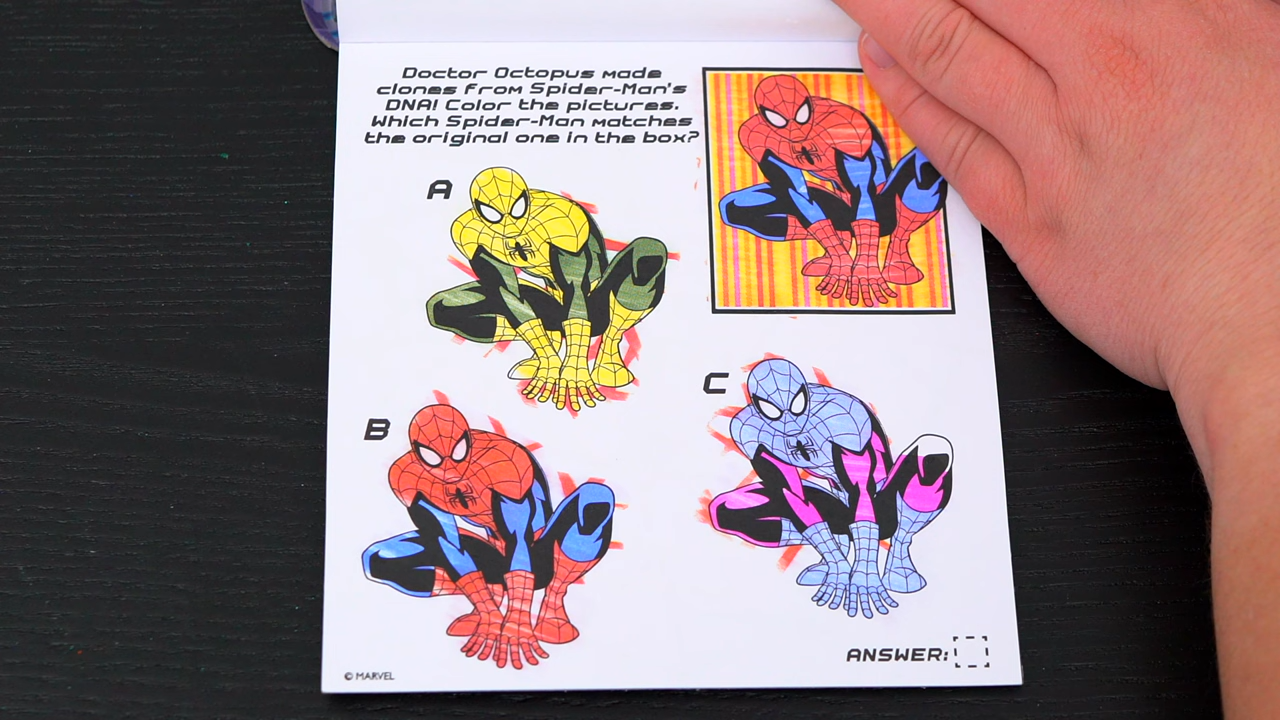 Doctor Octopus made
clones from Spider-Man's
DNA! Color the pictures.
Which Spider-Man matches
the original one in the box?
A
B
C
ANSWER:
© MARVEL